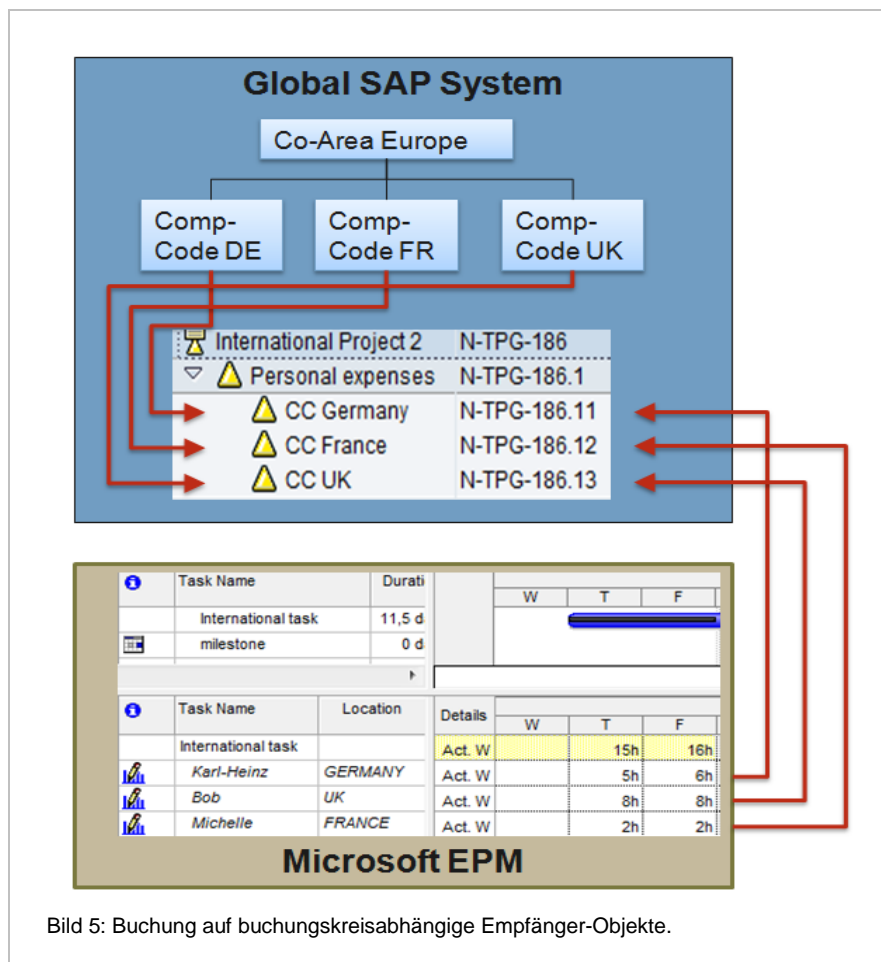 Global SAP System
Co-Area Europe
Comp-
Code DE
Comp-
Code FR
Comp-
Code UK
International Project 2 N-TPG-186
Personal expenses N-TPG-186.1
CC Germany N-TPG-186.11
CC France N-TPG-186.12
CC UK N-TPG-186.13
Task Name Durati
W T F
International task 11,5 d
milestone 0 d
Task Name Location Details
W T F
International task Act. W 15h 16h
Karl-Heinz GERMANY Act. W 5h 6h
Bob UK Act. W 8h 8h
Michelle FRANCE Act. W 2h 2h
Microsoft EPM
Bild 5: Buchung auf buchungskreisabhängige Empfänger-Objekte.